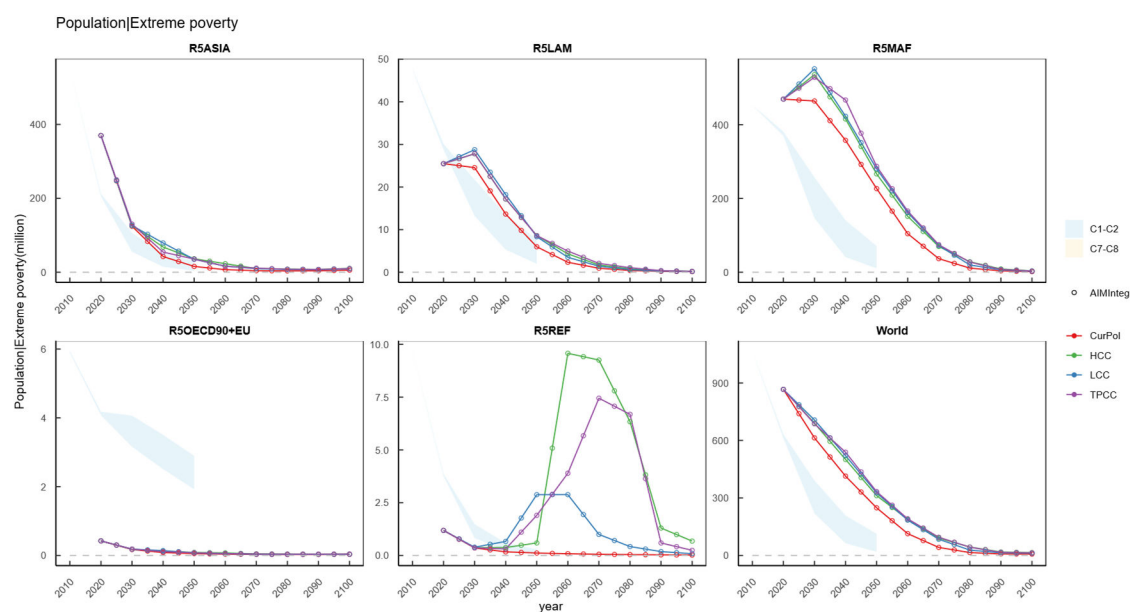 Population|Extreme poverty
R5ASIA
R5LAM
R5MAF
Population|Extreme poverty(million)
400
200
0
2010 2020 2030 2040 2050 2060 2070 2080 2090 2100
50
40
30
20
10
0
2010 2020 2030 2040 2050 2060 2070 2080 2090 2100
400
200
0
2010 2020 2030 2040 2050 2060 2070 2080 2090 2100
R5OECD90+EU
R5REF
World
6
4
2
0
2010 2020 2030 2040 2050 2060 2070 2080 2090 2100
10.0
7.5
5.0
2.5
0.0
2010 2020 2030 2040 2050 2060 2070 2080 2090 2100
900
600
300
0
2010 2020 2030 2040 2050 2060 2070 2080 2090 2100
year
C1-C2
C7-C8
AIMInteg
CurPol
HCC
LCC
TPCC